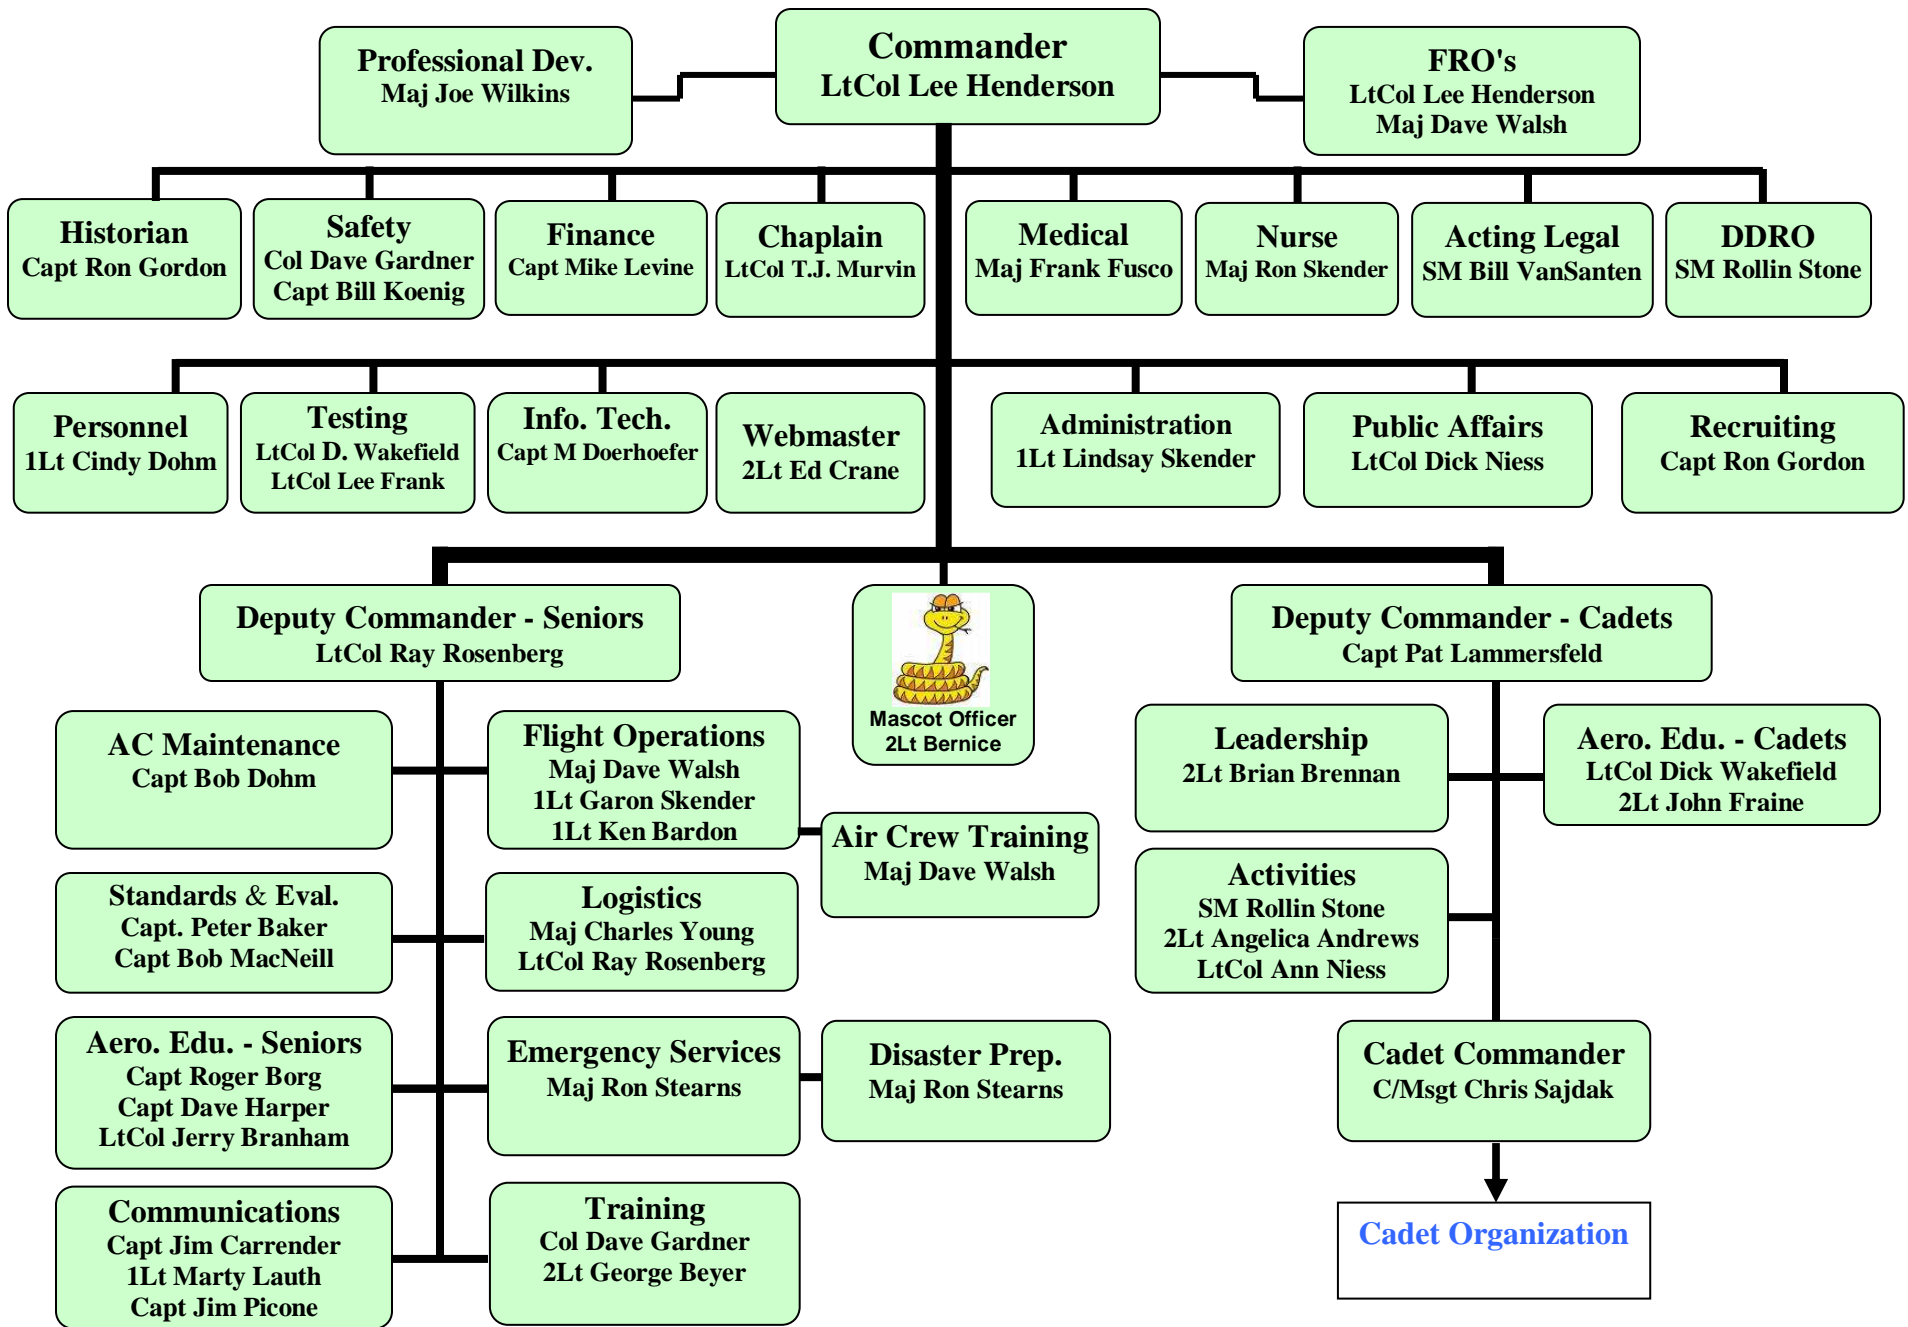 Commander
LtCol Lee Henderson
Professional Dev.
Maj Joe Wilkins
FRO's
LtCol Lee Henderson
Maj Dave Walsh
Historian
Capt Ron Gordon
Safety
Col Dave Gardner
Capt Bill Koenig
Finance
Capt Mike Levine
Chaplain
LtCol T.J. Murvin
Medical
Maj Frank Fusco
Nurse
Maj Ron Skender
Acting Legal
SM Bill VanSanten
DDRO
SM Rollin Stone
Personnel
1Lt Cindy Dohm
Testing
LtCol D. Wakefield
LtCol Lee Frank
Info. Tech.
Capt M Doerhoefer
Webmaster
2Lt Ed Crane
Administration
1Lt Lindsay Skender
Public Affairs
LtCol Dick Niess
Recruiting
Capt Ron Gordon
Deputy Commander - Seniors
LtCol Ray Rosenberg
Mascot Officer
2Lt Bernice
Deputy Commander - Cadets
Capt Pat Lammersfeld
AC Maintenance
Capt Bob Dohm
Flight Operations
Maj Dave Walsh
1Lt Garon Skender
1Lt Ken Bardon
Air Crew Training
Maj Dave Walsh
Standards & Eval.
Capt. Peter Baker
Capt Bob MacNeill
Logistics
Maj Charles Young
LtCol Ray Rosenberg
Aero. Edu. - Seniors
Capt Roger Borg
Capt Dave Harper
LtCol Jerry Branham
Emergency Services
Maj Ron Stearns
Disaster Prep.
Maj Ron Stearns
Communications
Capt Jim Carrender
1Lt Marty Lauth
Capt Jim Picone
Training
Col Dave Gardner
2Lt George Beyer
Leadership
2Lt Brian Brennan
Aero. Edu. - Cadets
LtCol Dick Wakefield
2Lt John Fraine
Activities
SM Rollin Stone
2Lt Angelica Andrews
LtCol Ann Niess
Cadet Commander
C/Msgt Chris Sajdak
Cadet Organization